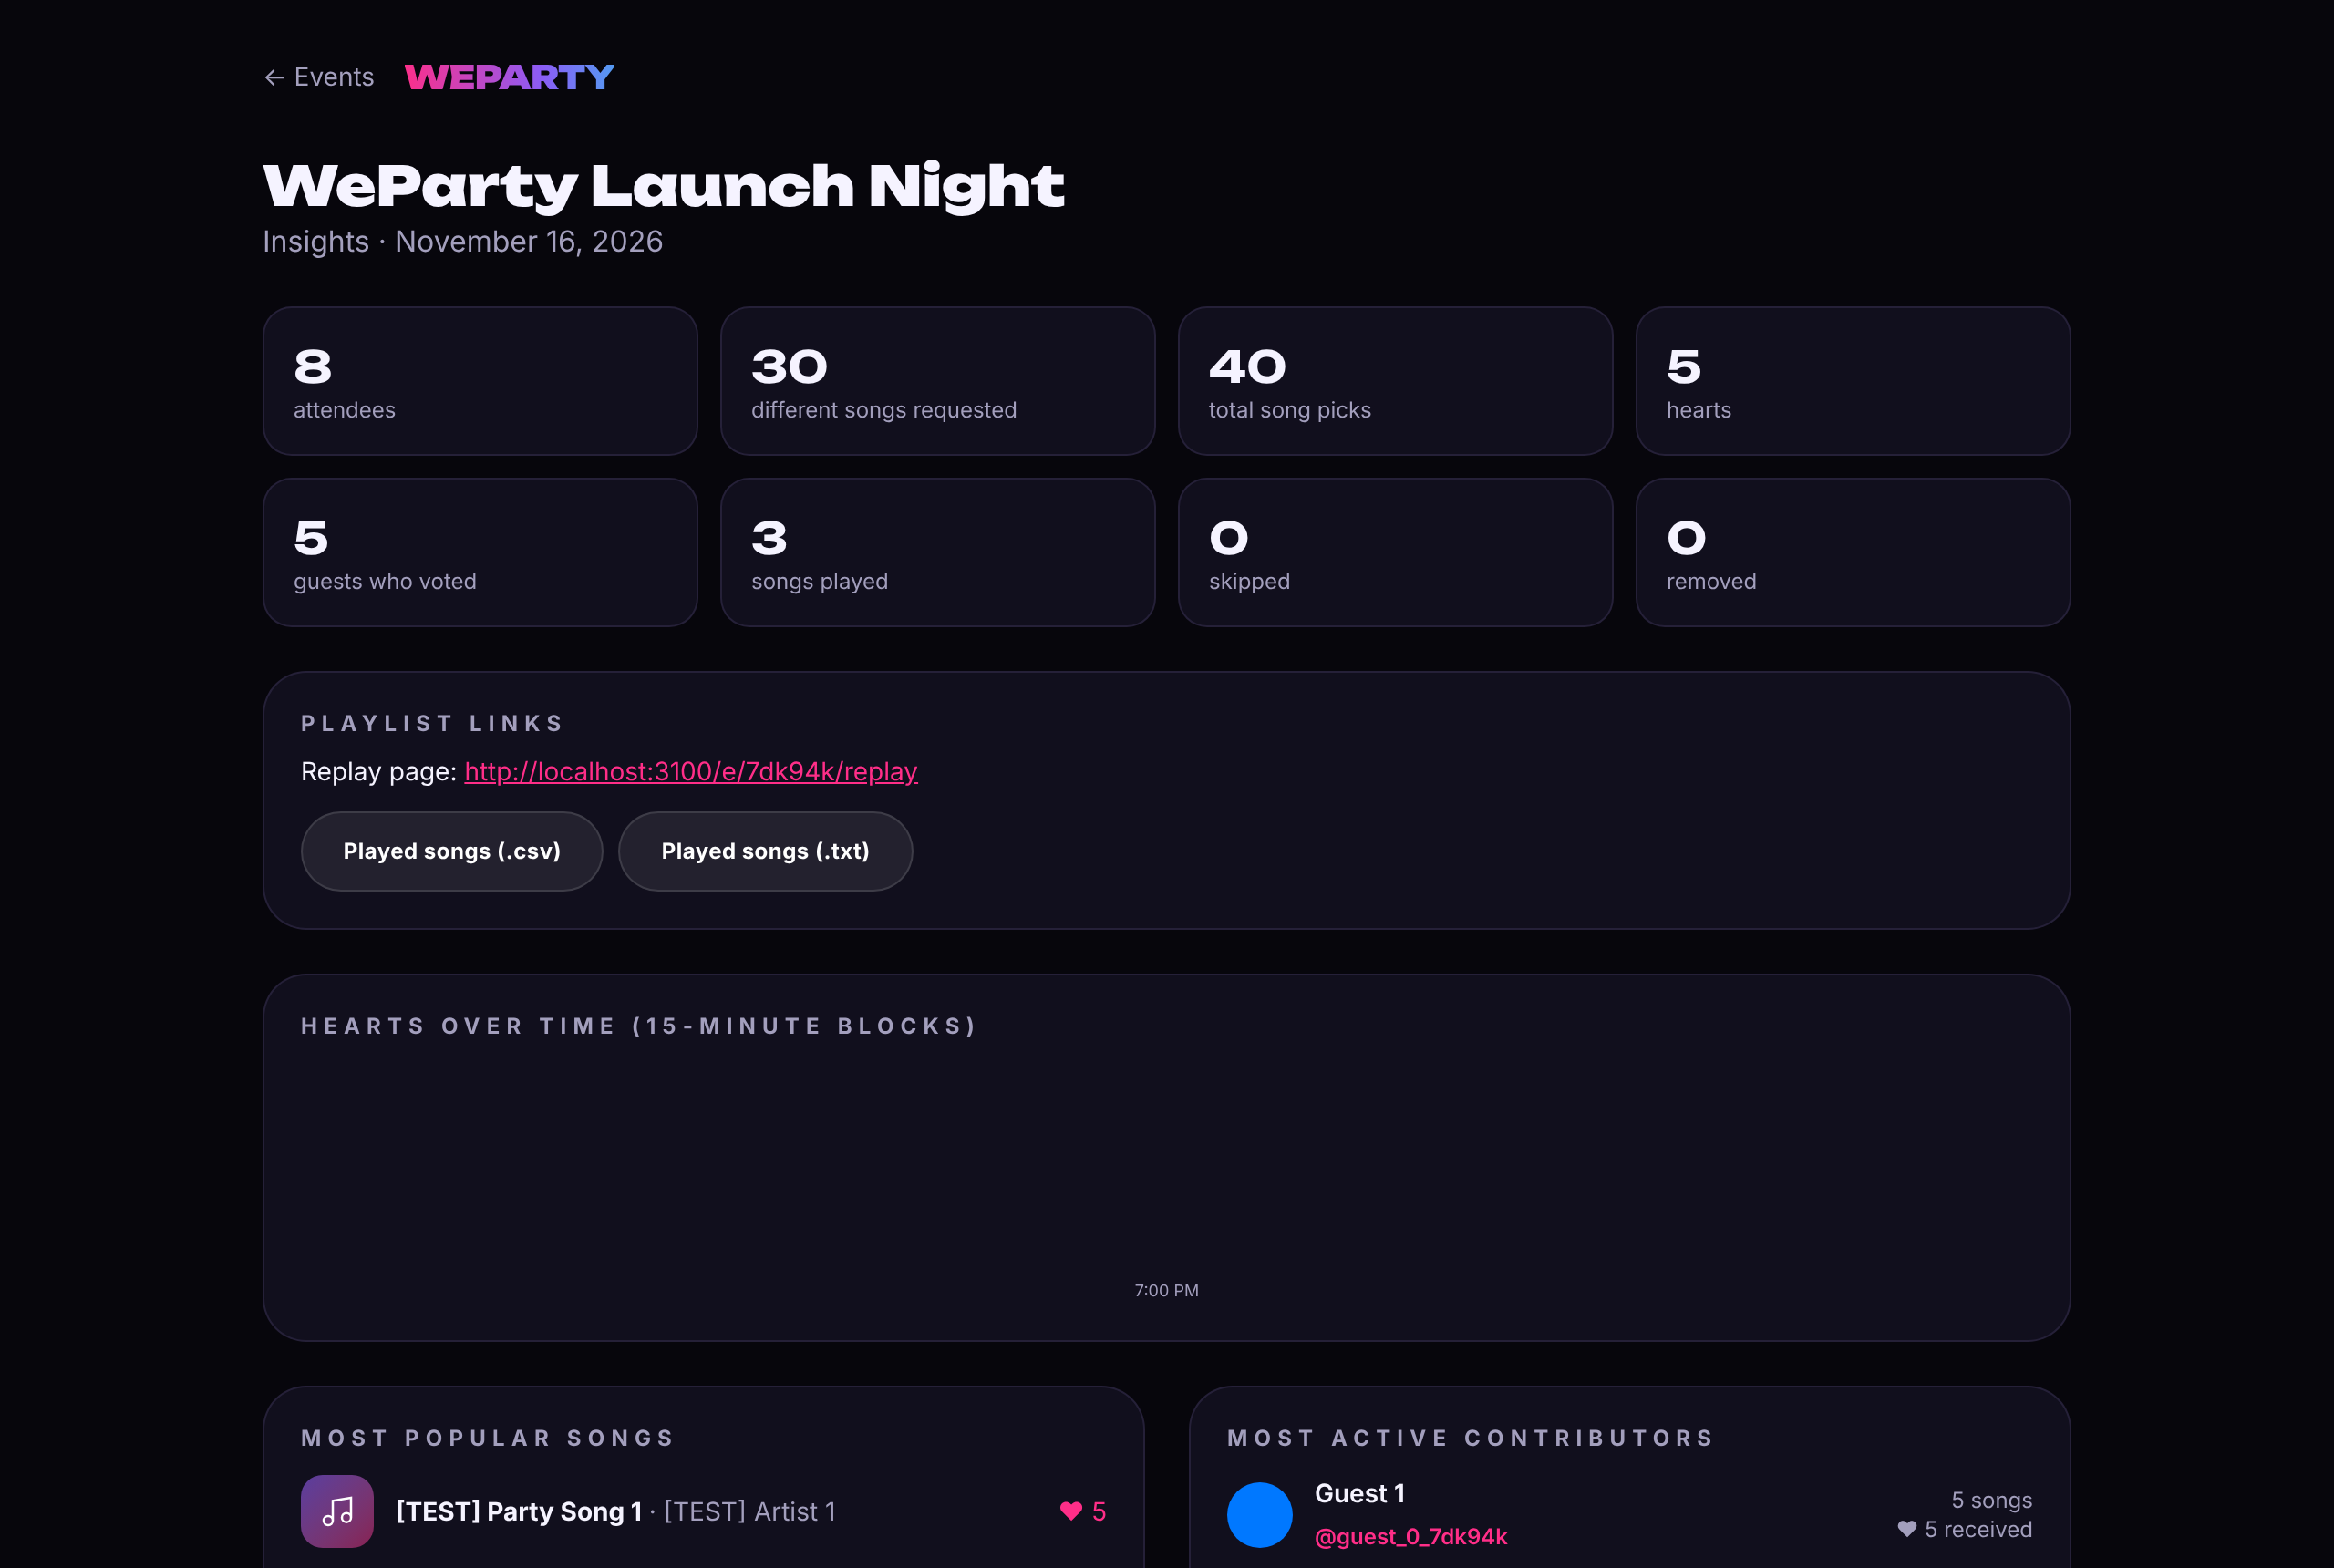 ← Events WEPARTY
WeParty Launch Night
Insights · November 16, 2026
8
attendees
30
different songs requested
40
total song picks
5
hearts
5
guests who voted
3
songs played
0
skipped
0
removed
PLAYLIST LINKS
Replay page: http://localhost:3100/e/7dk94k/replay
Played songs (.csv)
Played songs (.txt)
HEARTS OVER TIME (15-MINUTE BLOCKS)
7:00 PM
MOST POPULAR SONGS
[TEST] Party Song 1 · [TEST] Artist 1
♥ 5
MOST ACTIVE CONTRIBUTORS
Guest 1
@guest_0_7dk94k
5 songs
♥ 5 received